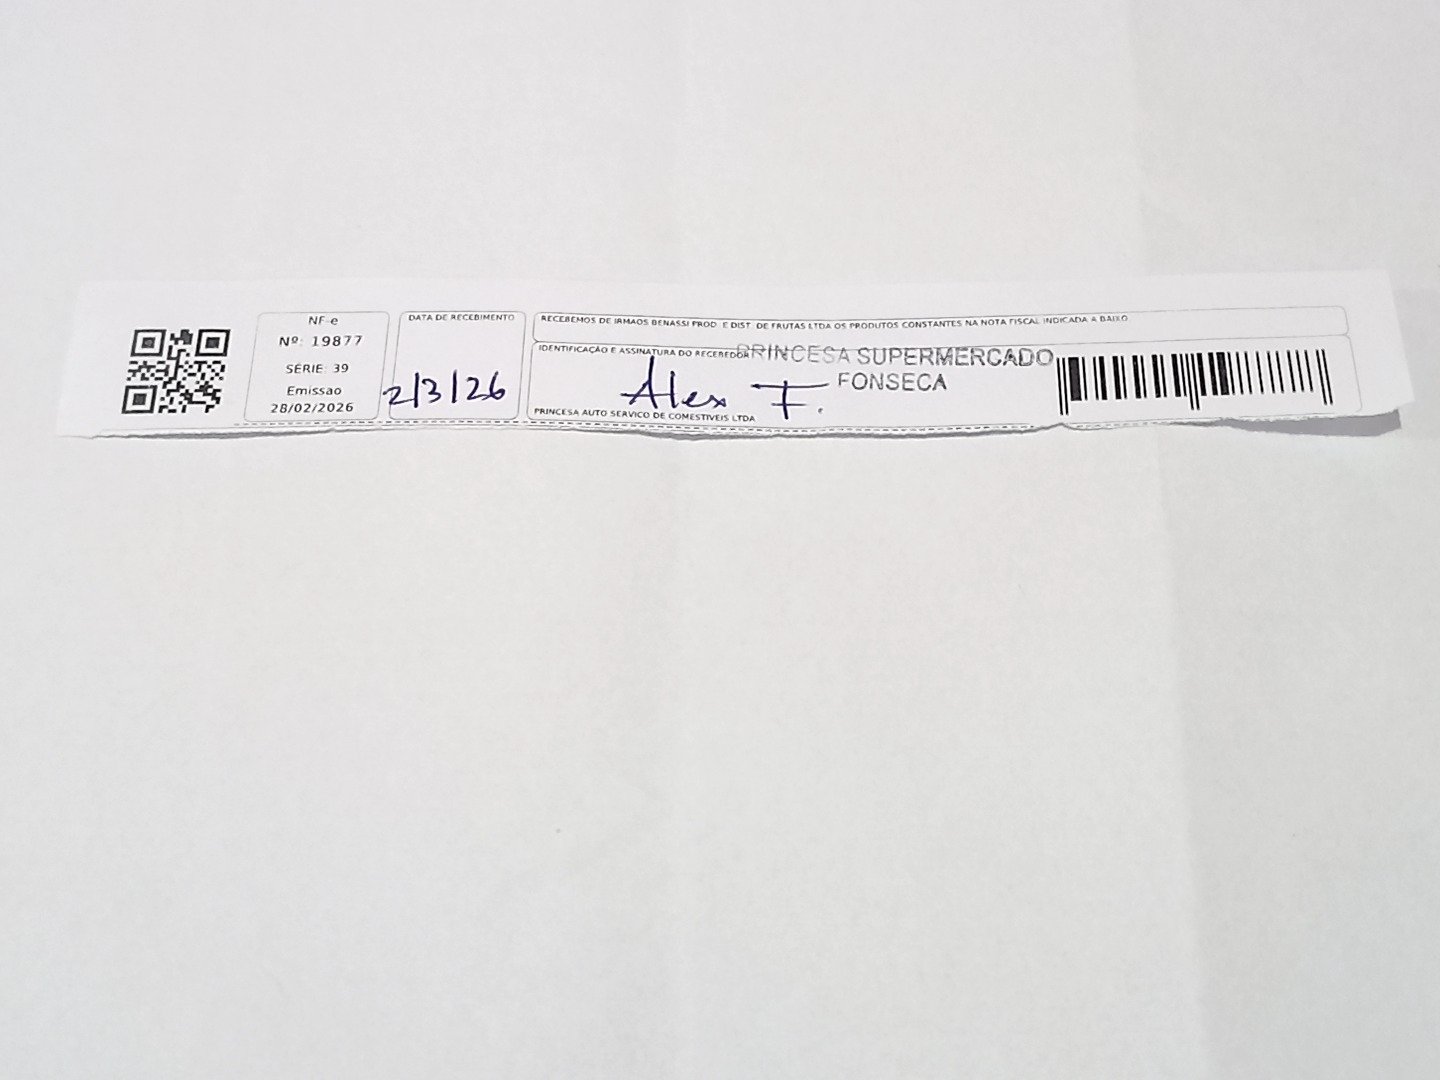 NF-e
Nº: 19877
SÉRIE: 39
Emissao
28/02/2026
DATA DE RECEBIMENTO
2/3/26
RECEBEMOS DE IRMAOS BENASSI PROD. E DIST. DE FRUTAS LTDA OS PRODUTOS CONSTANTES NA NOTA FISCAL INDICADA A BAIXO.
IDENTIFICAÇÃO E ASSINATURA DO RECEBEDOR
PRINCESA SUPERMERCADO
FONSECA
Alex F.
PRINCESA AUTO SERVICO DE COMESTIVEIS LTDA